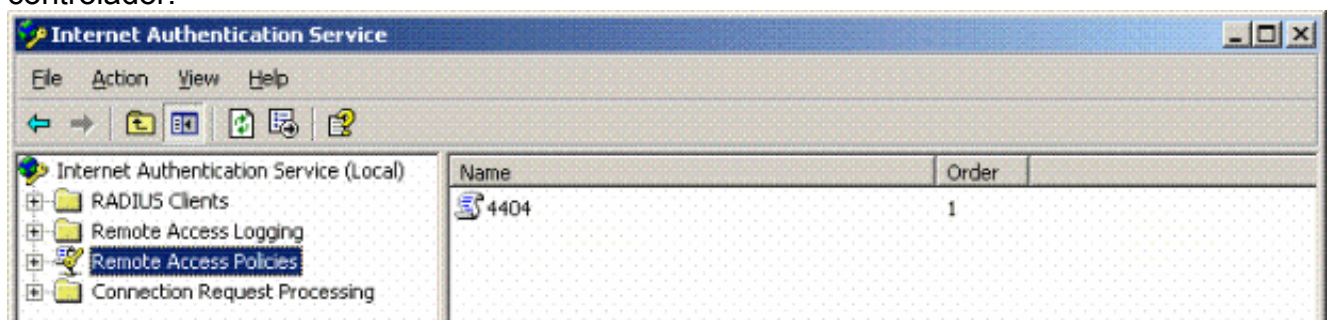 controlador:
Internet Authentication Service
File Action View Help
Internet Authentication Service (Local)
RADIUS Clients
Remote Access Logging
Remote Access Policies
Connection Request Processing
Name Order
4404 1